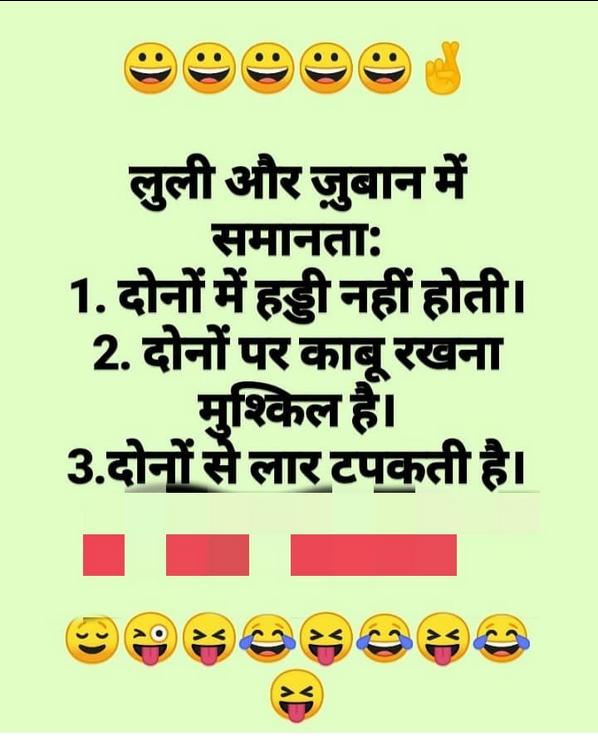 लुली और ज़ुबान में
समानता:
1. दोनों में हड्डी नहीं होती।
2. दोनों पर काबू रखना
मुश्किल है।
3.दोनों से लार टपकती है।